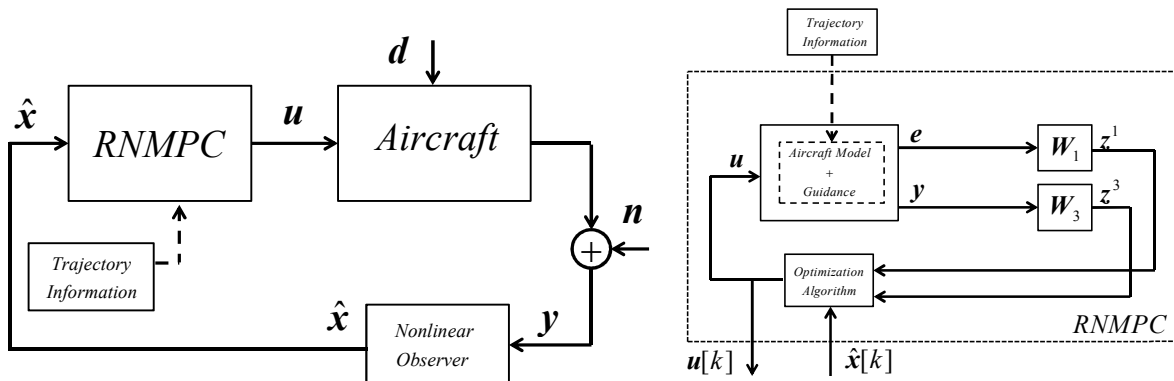 d
x̂
RNMPC
u
Aircraft
n
+
Trajectory
Information
x̂
Nonlinear
Observer
y
Trajectory
Information
u
Aircraft Model
+
Guidance
e
W₁
z¹
y
W₃
z³
Optimization
Algorithm
RNMPC
u[k]
x̂[k]